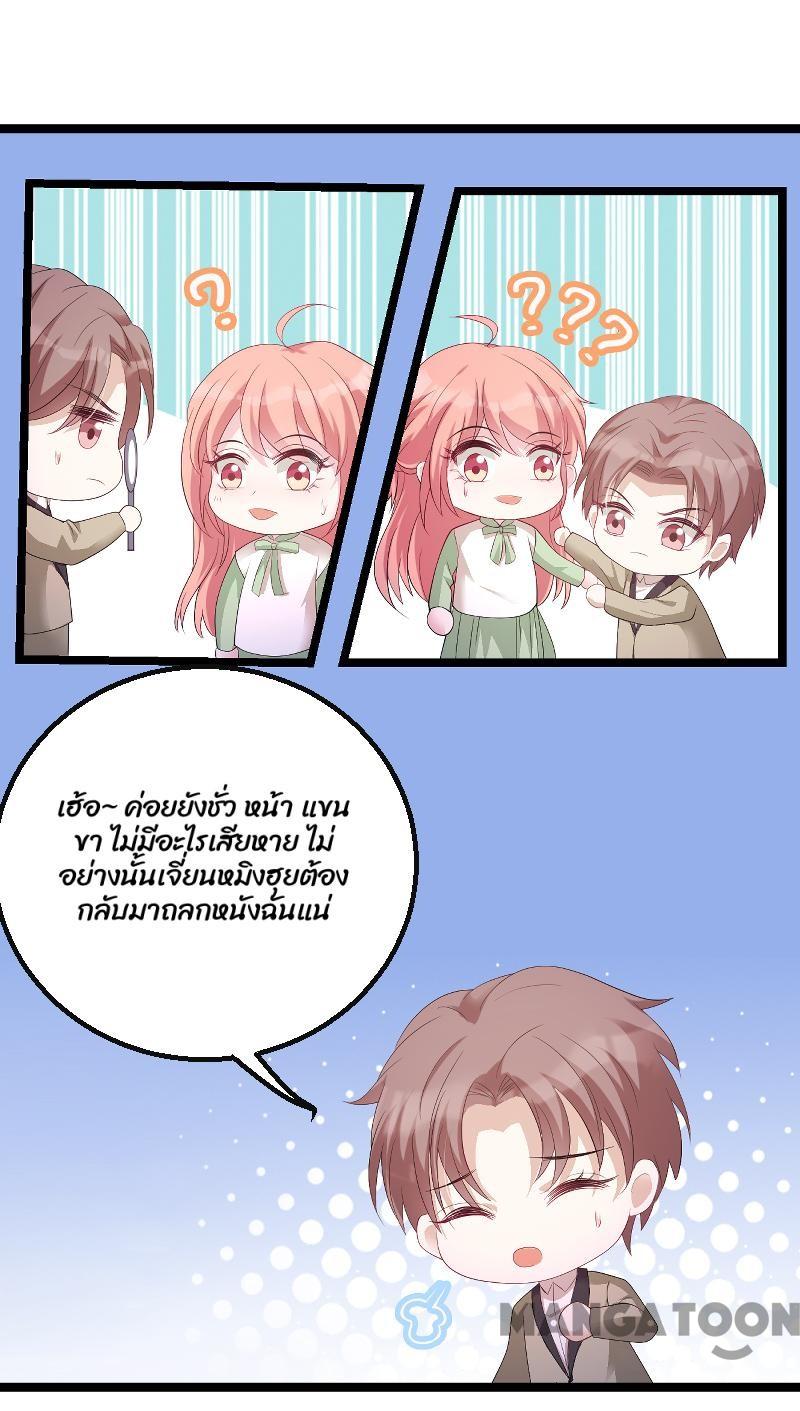 ?
???
เฮ้อ~ ค่อยยังชั่ว หน้า แขน
ขา ไม่มีอะไรเสียหาย ไม่
อย่างนั้นเจี่ยนหมิงฮุยต้อง
กลับมาถลกหนังฉันแน่
MANGATOON